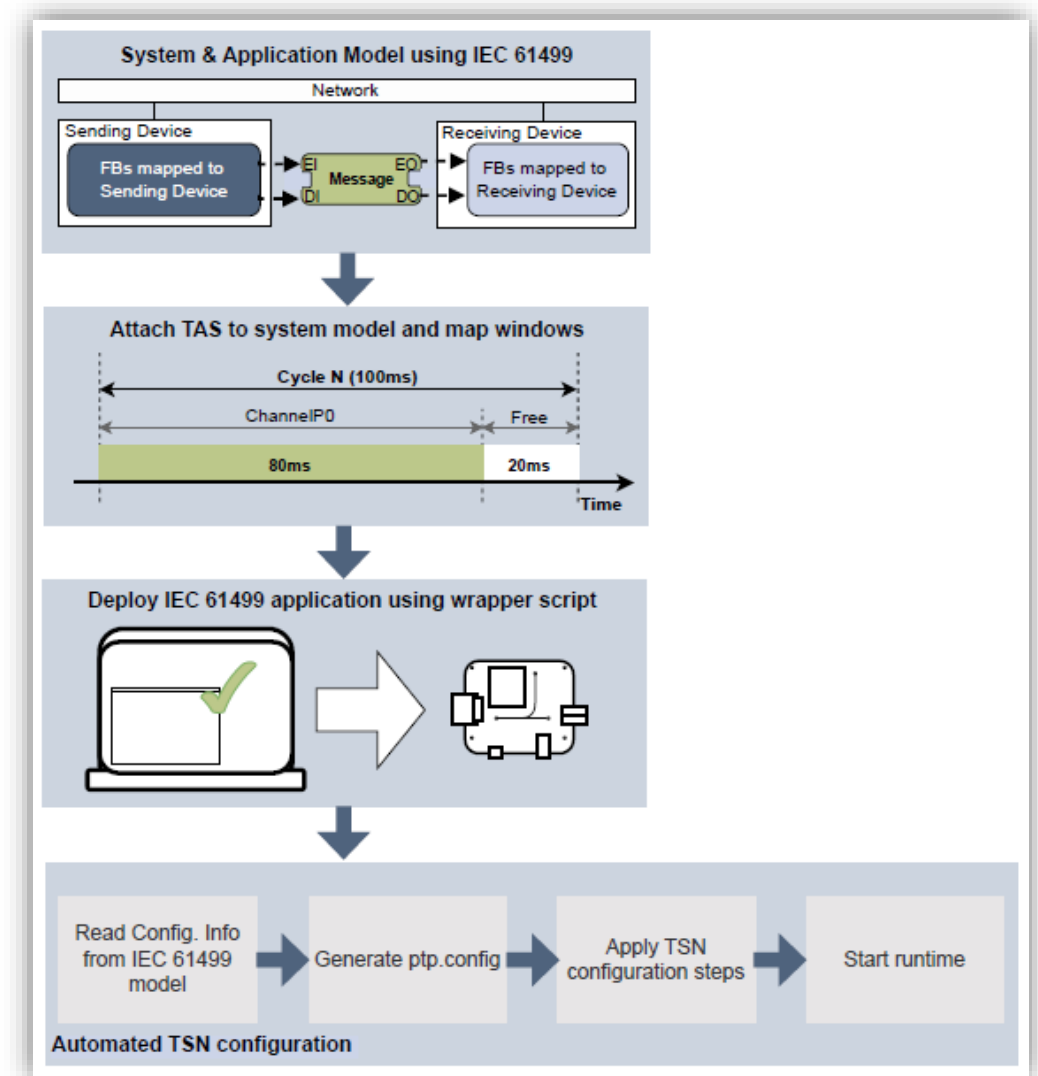 System & Application Model using IEC 61499
Network
Sending Device
Receiving Device
FBs mapped to
Sending Device
EI
EO
Message
DI
DO
FBs mapped to
Receiving Device
Attach TAS to system model and map windows
Cycle N (100ms)
ChannelP0
Free
80ms
20ms
Time
Deploy IEC 61499 application using wrapper script
Read Config. Info
from IEC 61499
model
Generate ptp.config
Apply TSN
configuration steps
Start runtime
Automated TSN configuration